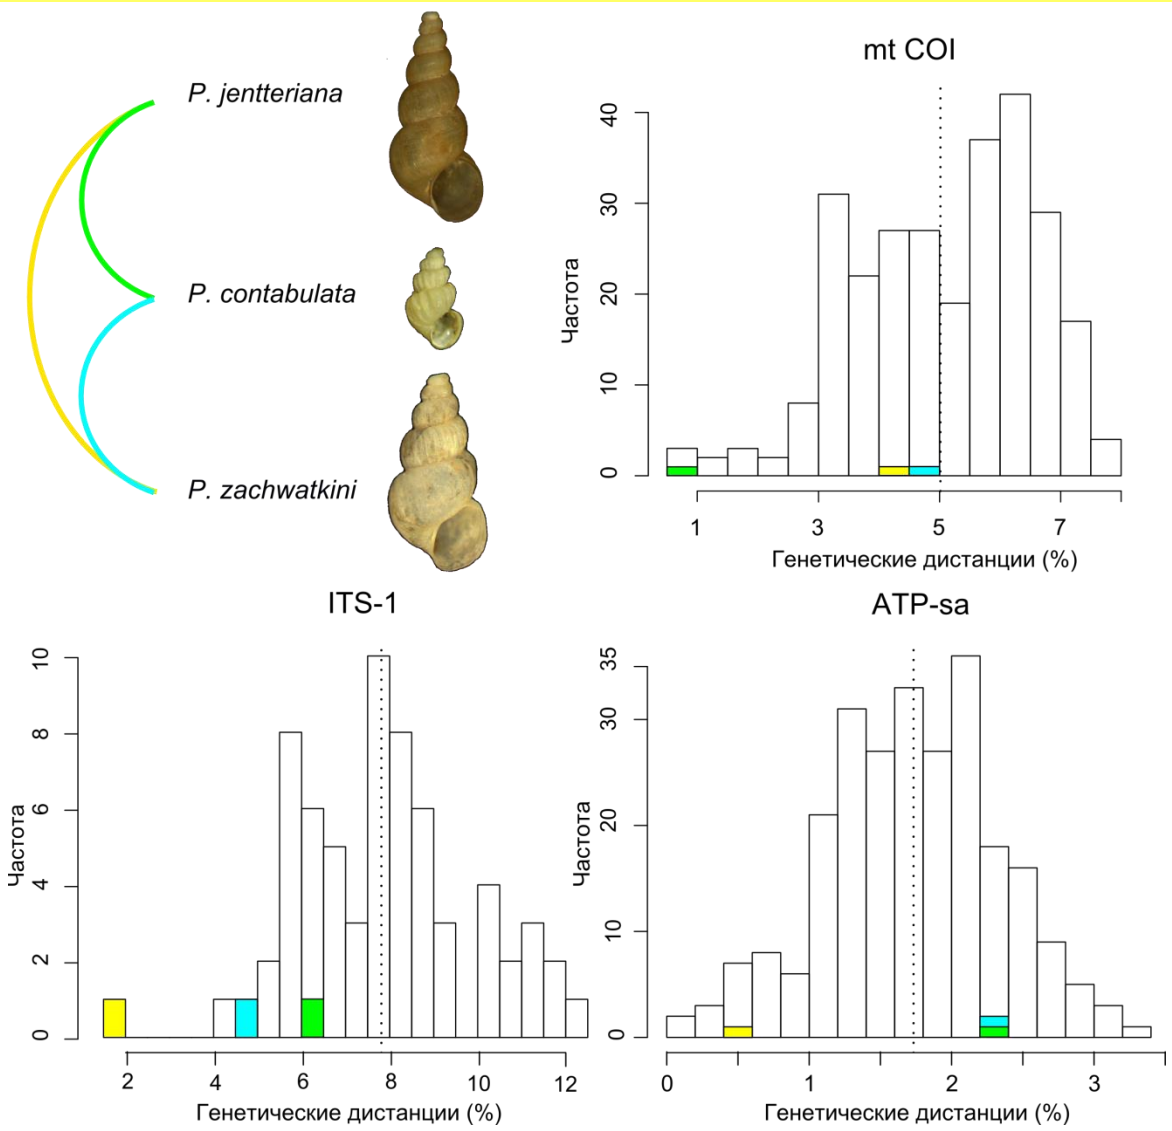 P. jentteriana
P. contabulata
P. zachwatkini
mt COI
Частота
0 10 20 30 40
1 3 5 7
Генетические дистанции (%)
ITS-1
Частота
0 2 4 6 8 10
2 4 6 8 10 12
Генетические дистанции (%)
ATP-sa
Частота
0 10 20 30 35
0 1 2 3
Генетические дистанции (%)